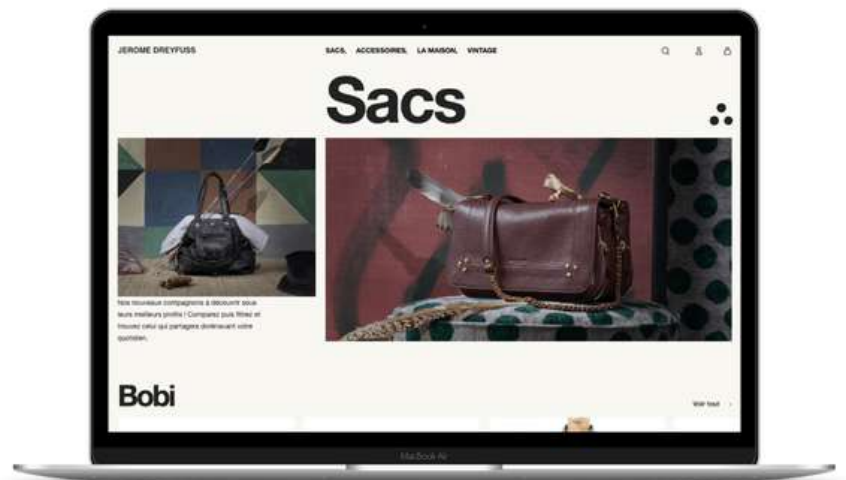 JEROME DREYFUSS
SACS, ACCESSOIRES, LA MAISON, VINTAGE
Sacs
Nos nouveaux compagnons à découvrir sous
leurs meilleurs profils ! Comparez puis filtrez et
trouvez celui qui partagera dorénavant votre
quotidien.
Bobi
Voir tout
MacBook Air